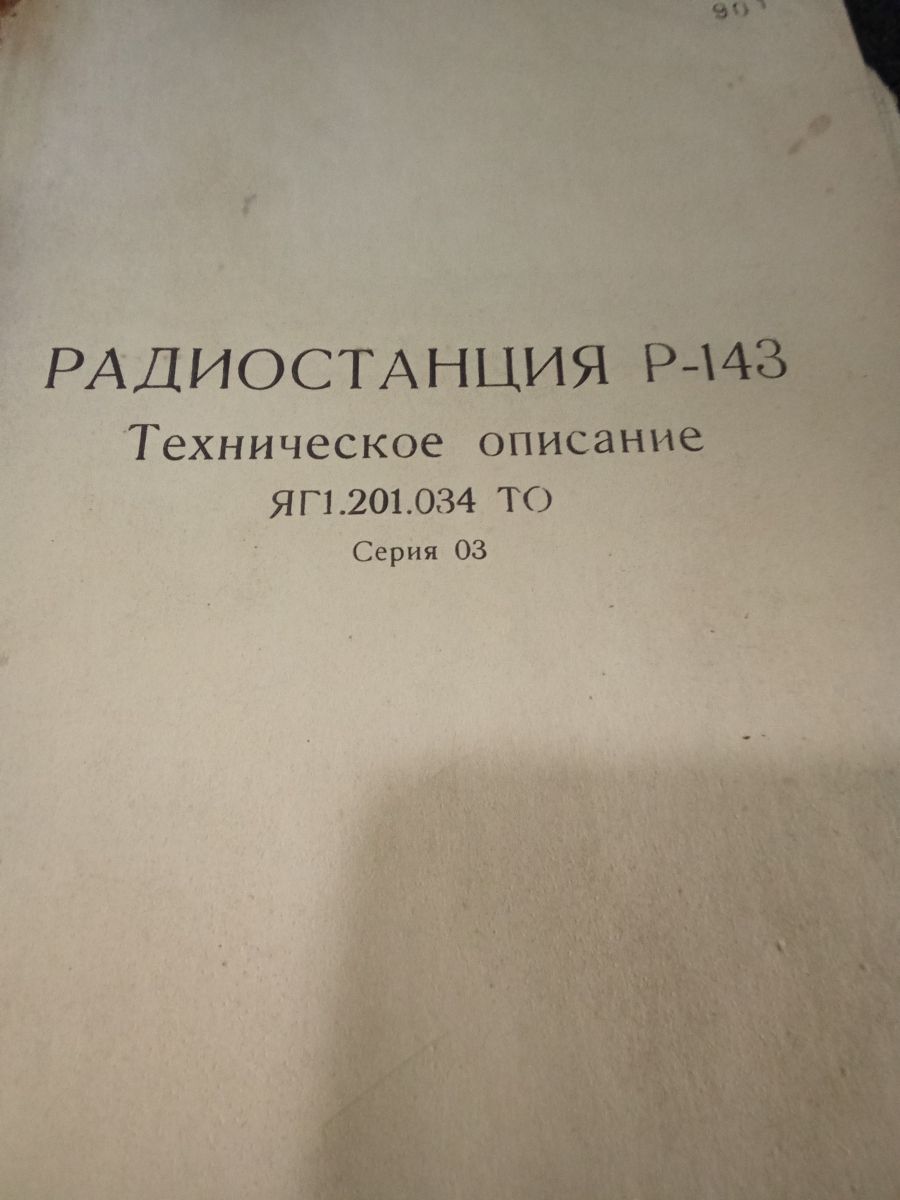 РАДИОСТАНЦИЯ Р-143
Техническое описание
ЯГ1.201.034 ТО
Серия 03